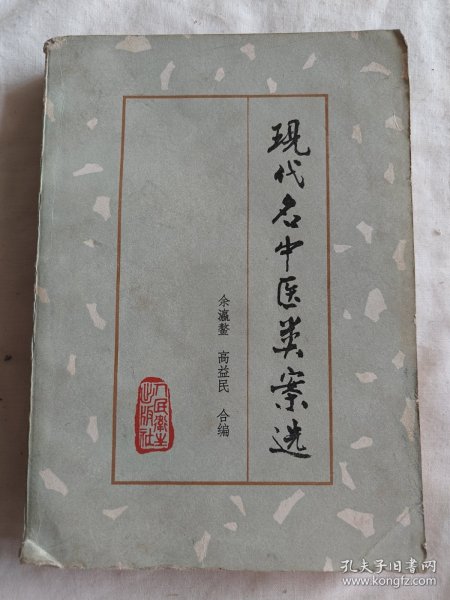 现代名中医类案选
余瀛鳌 高益民 合编
人民卫生
出版社
孔夫子旧书网
www.kongfz.com